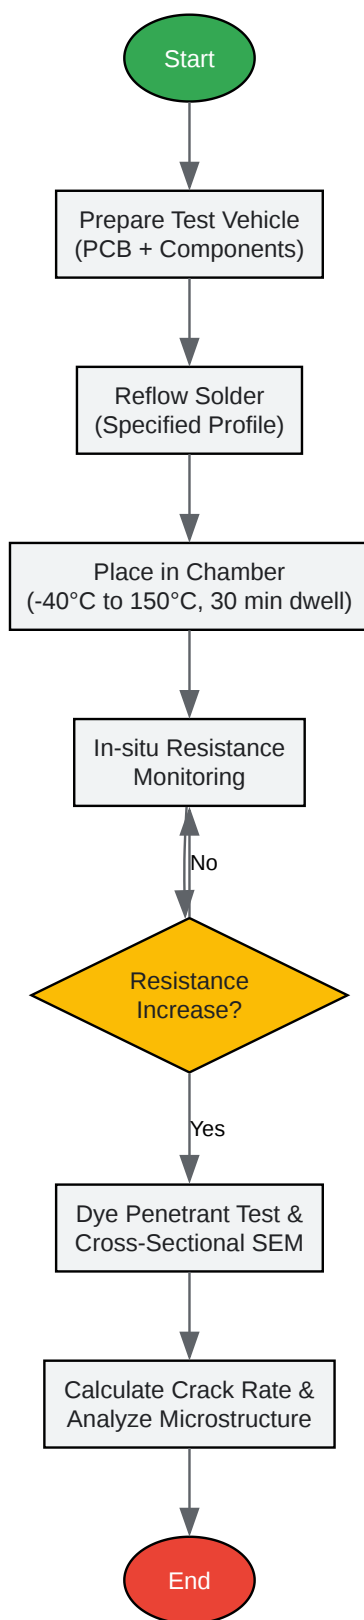 Start
Prepare Test Vehicle
(PCB + Components)
Reflow Solder
(Specified Profile)
Place in Chamber
(-40°C to 150°C, 30 min dwell)
In-situ Resistance
Monitoring
No
Resistance
Increase?
Yes
Dye Penetrant Test &
Cross-Sectional SEM
Calculate Crack Rate &
Analyze Microstructure
End